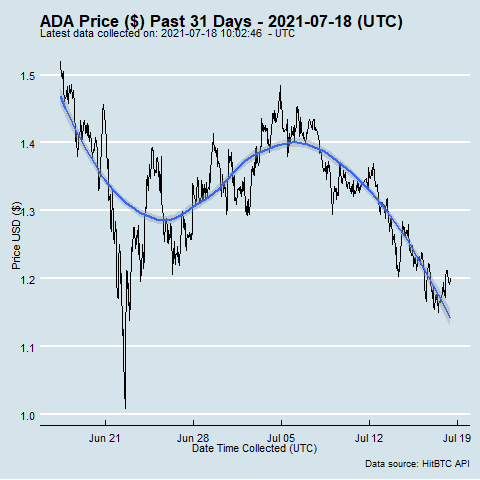 ADA Price ($) Past 31 Days - 2021-07-18 (UTC)
Latest data collected on: 2021-07-18 10:02:46  - UTC
1.5
1.4
1.3
1.2
1.1
1.0
Price USD ($)
Jun 21
Jun 28
Jul 05
Jul 12
Jul 19
Date Time Collected (UTC)
Data source: HitBTC API